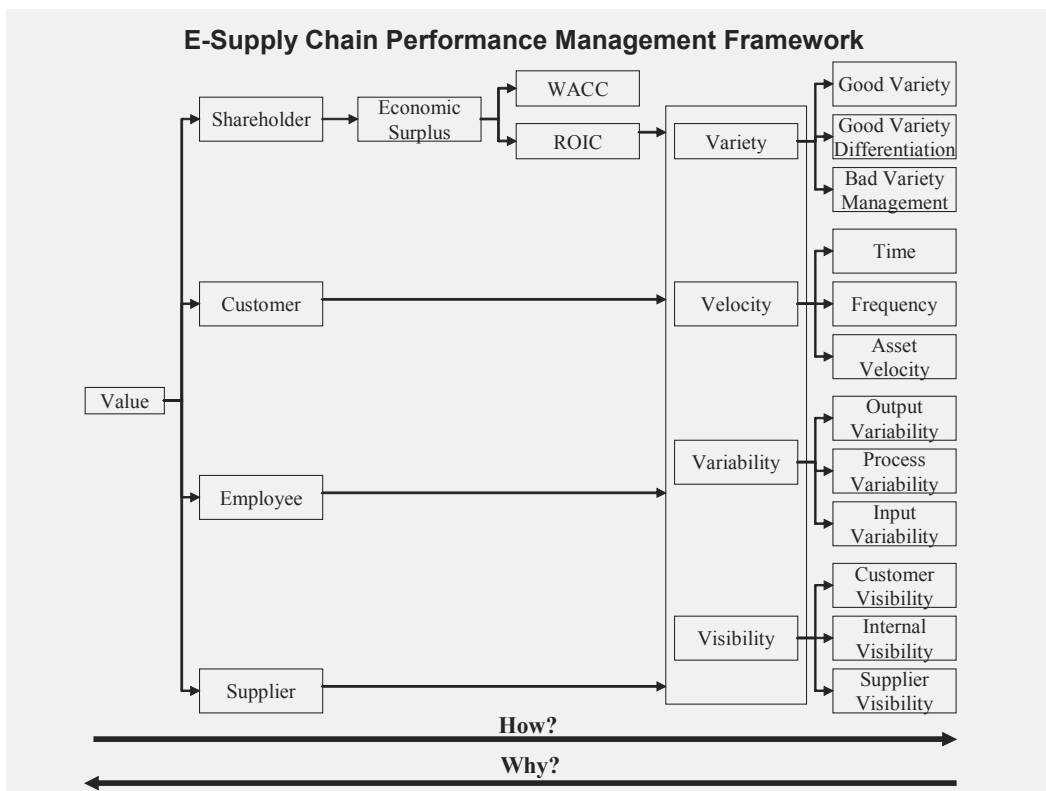 E-Supply Chain Performance Management Framework
Value
Shareholder
Customer
Employee
Supplier
Economic
Surplus
WACC
ROIC
Variety
Velocity
Variability
Visibility
Good Variety
Good Variety
Differentiation
Bad Variety
Management
Time
Frequency
Asset
Velocity
Output
Variability
Process
Variability
Input
Variability
Customer
Visibility
Internal
Visibility
Supplier
Visibility
How?
Why?